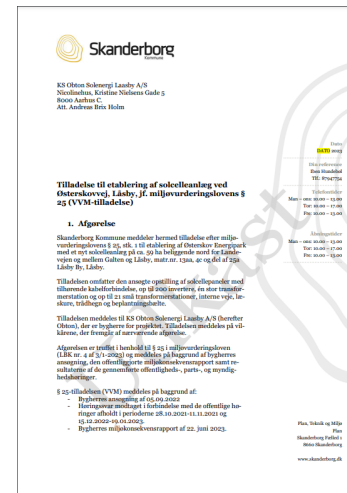 Skanderborg
Kommune
KS Obton Solenergi Laasby A/S
Nicolinehus, Kristine Nielsens Gade 5
8000 Aarhus C.
Att. Andreas Brix Holm
Dato
DATO 2023
Din reference
Tlf.: 87947754
Telefontider
Man - ons: 10.00 - 13.00
Tor: 10.00 - 17.00
Fre: 10.00 - 13.00
Åbningstider
Man - ons: 10.00 - 13.00
Tor: 10.00 - 17.00
Fre: 10.00 - 13.00
Tilladelse til etablering af solcelleanlæg ved
Østerskovvej, Låsby, jf. miljøvurderingslovens §
25 (VVM-tilladelse)
1. Afgørelse
Skanderborg Kommune meddeler hermed tilladelse efter miljø-
vurderingslovens § 25, stk. 1 til etablering af Østerskov Energipark
med et nyt solcelleanlæg på ca. 59 ha beliggende nord for Lande-
vejen og mellem Galten og Låsby, matr.nr. 131a, 4c og del af 252
Låsby By, Låsby.
Tilladelsen omfatter den ansøgte opstilling af solcellepaneler med
tilhørende kabelforbindelse, op til 200 invertere, én stor transfor-
merstation og op til 21 små transformerstationer, interne veje, læ-
skure, trådhegn og beplantningsbælte.
Tilladelsen meddeles til KS Obton Solenergi Laasby A/S (herefter
Obton), der er bygherre for projektet. Tilladelsen meddeles på vil-
kårene, der fremgår af nærværende afgørelse.
Afgørelsen er truffet i henhold til § 25 i miljøvurderingsloven
(LBK nr. 4 af 3/1-2023) og meddeles på baggrund af bygherres
ansøgning, den offentliggjorte miljøkonsekvensrapport samt re-
sultaterne af de gennemførte offentligheds-, parts-, og myndig-
hedshøringer.
§ 25-tilladelsen (VVM) meddeles på baggrund af:
- Bygherres ansøgning af 05.09.2022
- Høringssvar modtaget i forbindelse med de offentlige hø-
ringer afholdt i perioderne 28.10.2021-11.11.2021 og
15.12.2022-19.01.2023.
- Bygherres miljøkonsekvensrapport af 22. juni 2023.
Plan, Teknik og Miljø
Plan
Skanderborg Fælled 1
8660 Skanderborg
www.skanderborg.dk
Udkast